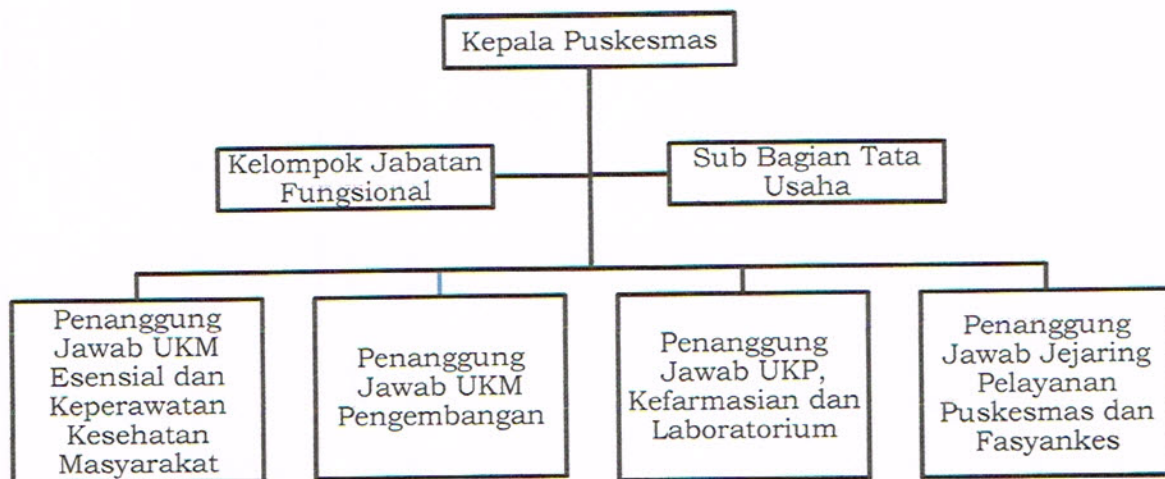 Kepala Puskesmas
Kelompok Jabatan
Fungsional
Sub Bagian Tata
Usaha
Penanggung
Jawab UKM
Esensial dan
Keperawatan
Kesehatan
Masyarakat
Penanggung
Jawab UKM
Pengembangan
Penanggung
Jawab UKP,
Kefarmasian dan
Laboratorium
Penanggung
Jawab Jejaring
Pelayanan
Puskesmas dan
Fasyankes